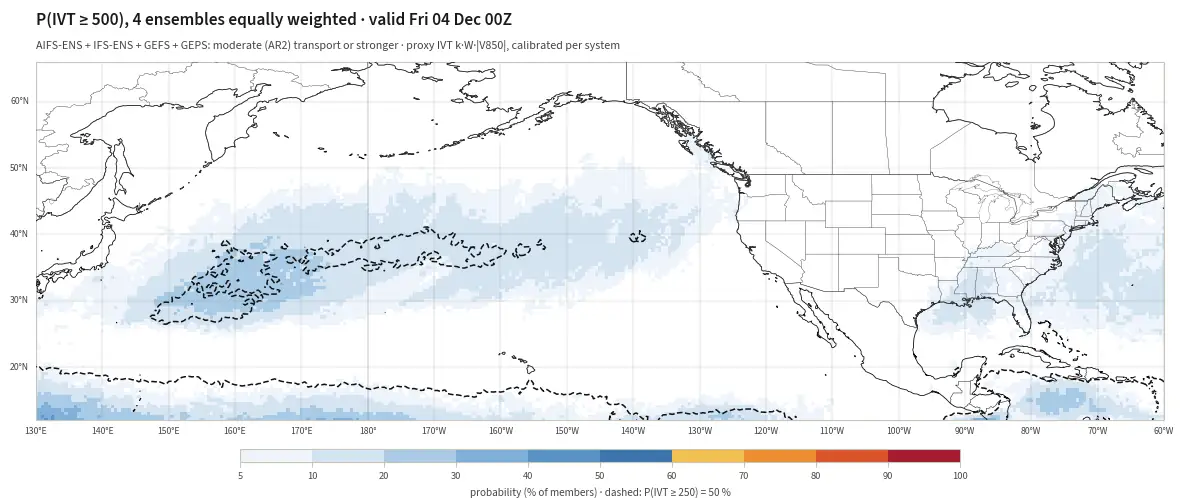 P(IVT ≥ 500), 4 ensembles equally weighted · valid Fri 04 Dec 00Z
AIFS-ENS + IFS-ENS + GEFS + GEPS: moderate (AR2) transport or stronger · proxy IVT k·W·|V850|, calibrated per system
60°N
50°N
40°N
30°N
20°N
130°E 140°E 150°E 160°E 170°E 180° 170°W 160°W 150°W 140°W 130°W 120°W 110°W 100°W 90°W 80°W 70°W 60°W
5 10 20 30 40 50 60 70 80 90 100
probability (% of members) · dashed: P(IVT ≥ 250) = 50 %